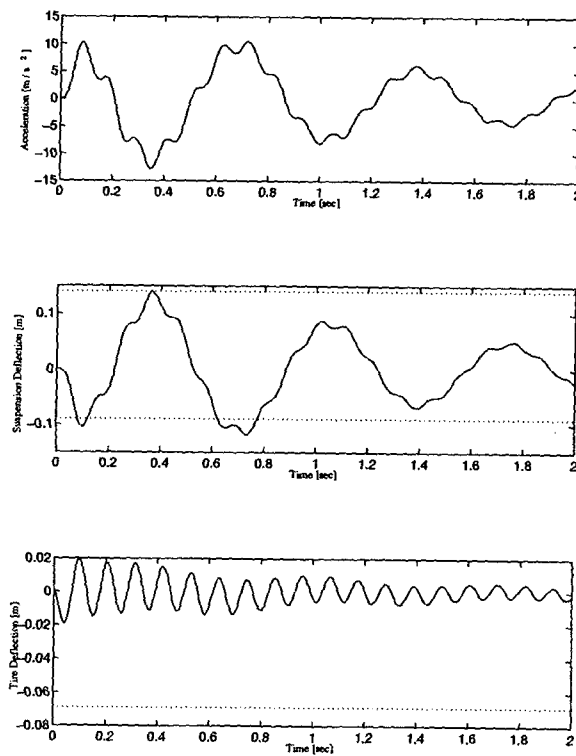 15
10
5
0
−5
−10
−15
Acceleration [m / s ²]
0 0.2 0.4 0.6 0.8 1 1.2 1.4 1.6 1.8 2
Time [sec]
0.1
0
−0.1
Suspension Deflection [m]
0 0.2 0.4 0.6 0.8 1 1.2 1.4 1.6 1.8 2
Time [sec]
0.02
0
−0.02
−0.04
−0.06
−0.08
Tire Deflection [m]
0 0.2 0.4 0.6 0.8 1 1.2 1.4 1.6 1.8 2
Time [sec]